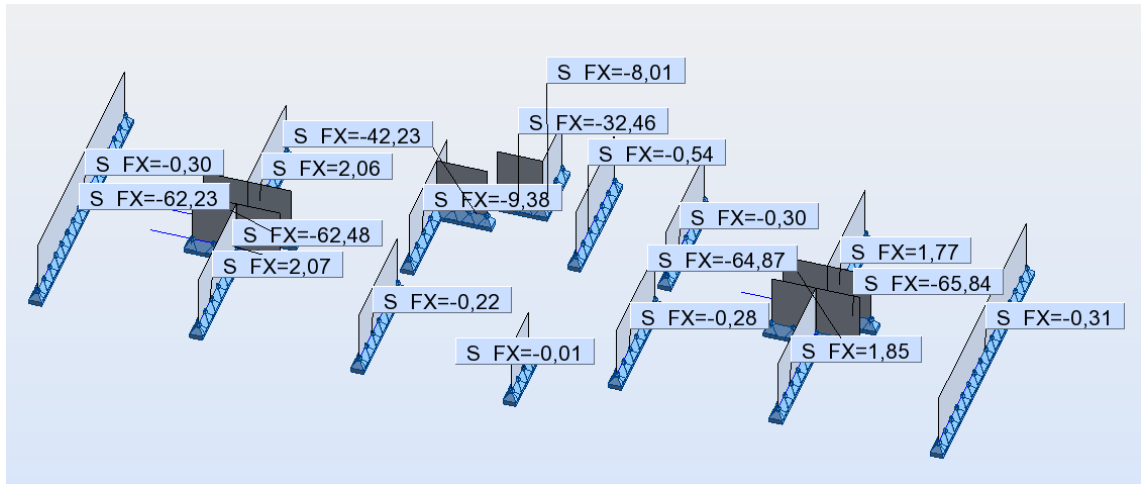 S FX=-8,01
S FX=-32,46
S FX=-42,23
S FX=-0,54
S FX=-0,30
S FX=2,06
S FX=-62,23
S FX=-9,38
S FX=-0,30
S FX=-62,48
S FX=1,77
S FX=2,07
S FX=-64,87
S FX=-65,84
S FX=-0,22
S FX=-0,28
S FX=-0,31
S FX=-0,01
S FX=1,85